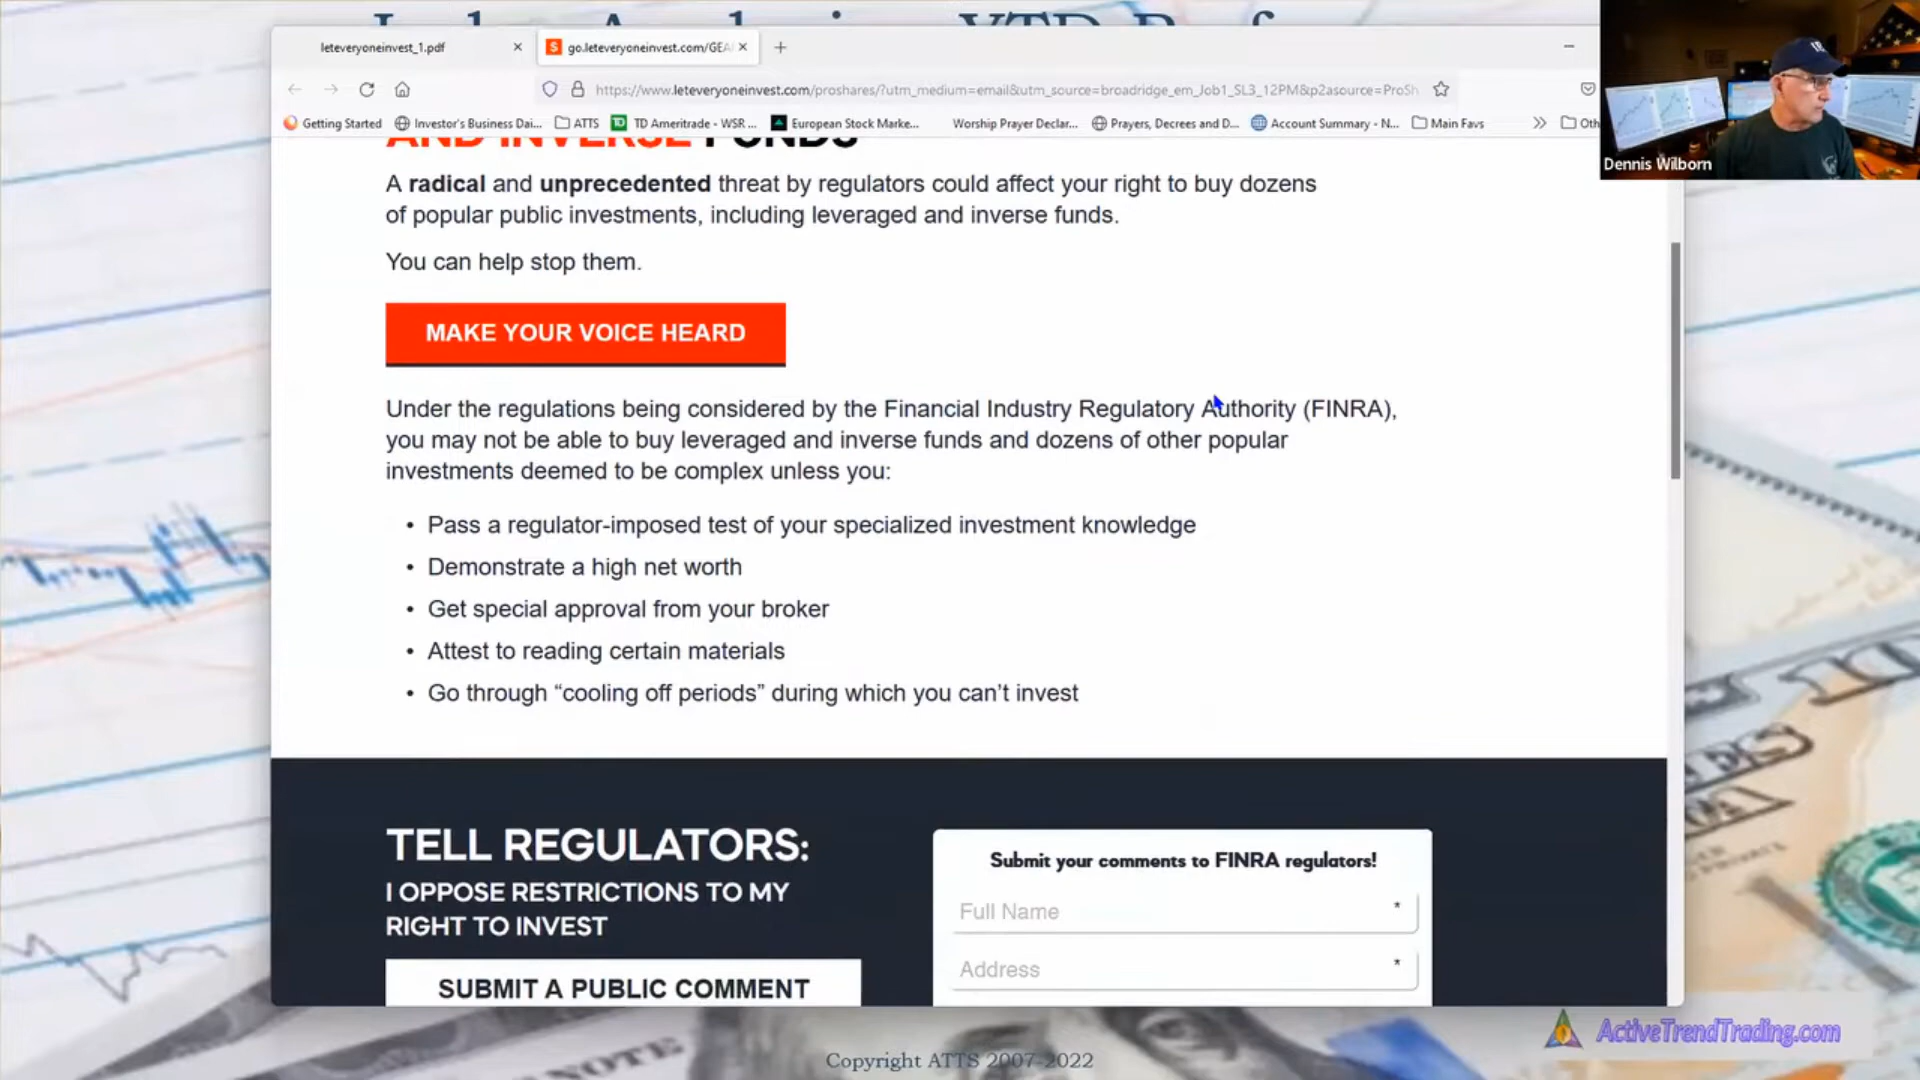 leteveryoneinvest_1.pdf
go.leteveryoneinvest.com/GEA
https://www.leteveryoneinvest.com/proshares/?utm_medium=email&utm_source=broadridge_em_Job1_SL3_12PM&p2asource=ProSh
Getting Started
Investor's Business Dai...
ATTS
TD Ameritrade - WSR ...
European Stock Marke...
Worship Prayer Declar...
Prayers, Decrees and D...
Account Summary - N...
Main Favs
Dennis Wilborn
AND INVERSE FUNDS
A radical and unprecedented threat by regulators could affect your right to buy dozens
of popular public investments, including leveraged and inverse funds.
You can help stop them.
MAKE YOUR VOICE HEARD
Under the regulations being considered by the Financial Industry Regulatory Authority (FINRA),
you may not be able to buy leveraged and inverse funds and dozens of other popular
investments deemed to be complex unless you:
• Pass a regulator-imposed test of your specialized investment knowledge
• Demonstrate a high net worth
• Get special approval from your broker
• Attest to reading certain materials
• Go through “cooling off periods” during which you can’t invest
TELL REGULATORS:
I OPPOSE RESTRICTIONS TO MY
RIGHT TO INVEST
SUBMIT A PUBLIC COMMENT
Submit your comments to FINRA regulators!
Full Name *
Address *
ActiveTrendTrading.com
NOTE
Copyright ATTS 2007-2022